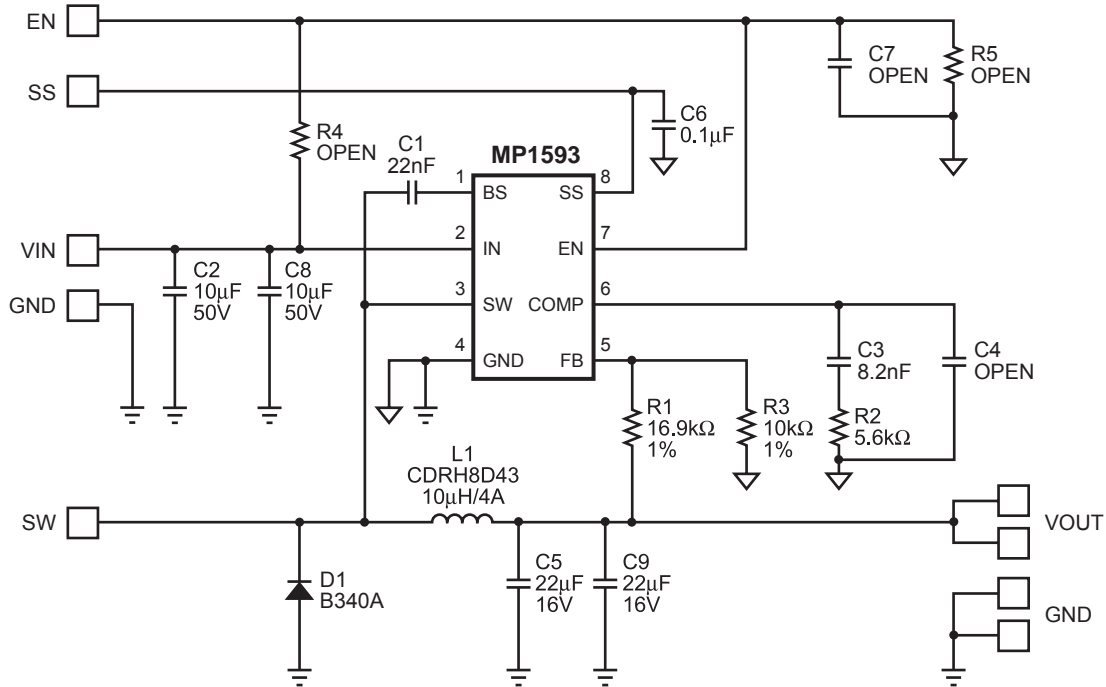 EN
SS
VIN
GND
SW
R4
OPEN
C1
22nF
MP1593
C6
0.1μF
C7
OPEN
R5
OPEN
1
BS
SS
8
2
IN
EN
7
3
SW
COMP
6
4
GND
FB
5
C2
10μF
50V
C8
10μF
50V
C3
8.2nF
C4
OPEN
R1
16.9kΩ
1%
R3
10kΩ
1%
R2
5.6kΩ
L1
CDRH8D43
10μH/4A
D1
B340A
C5
22μF
16V
C9
22μF
16V
VOUT
GND